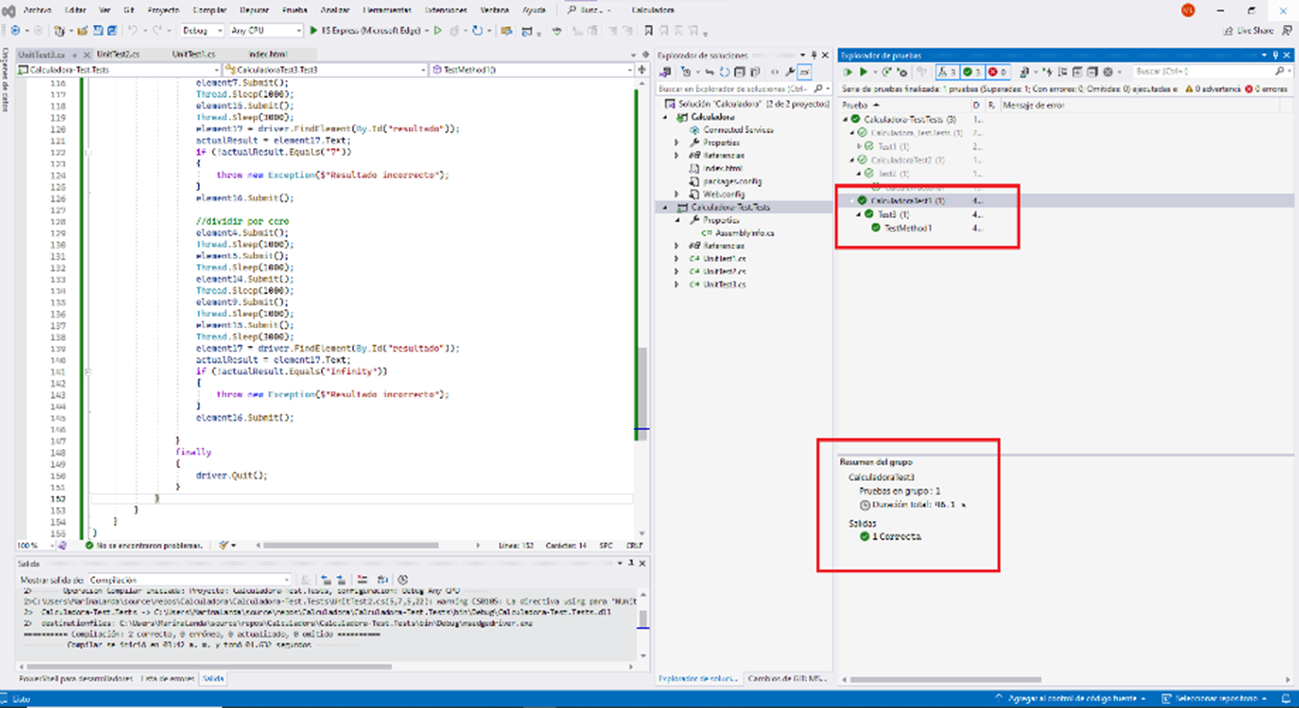 Archivo Editar Ver Git Proyecto Compilar Depurar Prueba Analizar Herramientas Extensiones Ventana Ayuda Busc... Calculadora
Debug Any CPU IIS Express (Microsoft Edge) Live Share
UnitTest3.cs UnitTest2.cs UnitTest1.cs index.html
Calculadora-Test.Tests CalculadoraTest3.Test3 TestMethod1()
Orígenes de datos
116 element7.Submit();
117 Thread.Sleep(1000);
118 element15.Submit();
119 Thread.Sleep(3000);
120 element17 = driver.FindElement(By.Id("resultado"));
121 actualResult = element17.Text;
122 if (!actualResult.Equals("7"))
123 {
124 throw new Exception($"Resultado incorrecto");
125 }
126 element16.Submit();
127
128 //dividir por cero
129 element4.Submit();
130 Thread.Sleep(1000);
131 element5.Submit();
132 Thread.Sleep(1000);
133 element14.Submit();
134 Thread.Sleep(1000);
135 element9.Submit();
136 Thread.Sleep(1000);
137 element15.Submit();
138 Thread.Sleep(3000);
139 element17 = driver.FindElement(By.Id("resultado"));
140 actualResult = element17.Text;
141 if (!actualResult.Equals("Infinity"))
142 {
143 throw new Exception($"Resultado incorrecto");
144 }
145 element16.Submit();
146
147 }
148 finally
149 {
150 driver.Quit();
151 }
152 }
153 }
154 }
155 }
100 % No se encontraron problemas. Línea: 152 Carácter: 14 SPC CRLF
Salida
Mostrar salida de: Compilación
2> Operación Compilar iniciada: Proyecto: Calculadora-Test.Tests, Configuración: Debug Any CPU
2>C:\Users\MarinaLanda\source\repos\Calculadora\Calculadora-Test.Tests\UnitTest2.cs(5,7,5,22): warning CS0105: La directiva using para 'NUnit
2> Calculadora-Test.Tests -> C:\Users\MarinaLanda\source\repos\Calculadora\Calculadora-Test.Tests\bin\Debug\Calculadora-Test.Tests.dll
2> destinationfiles: C:\Users\MarinaLanda\source\repos\Calculadora\Calculadora-Test.Tests\bin\Debug\msedgedriver.exe
========== Compilación: 2 correcto, 0 erróneo, 0 actualizado, 0 omitido ==========
Compilar se inició en 01:42 a. m. y tomó 01.632 segundos
PowerShell para desarrolladores Lista de errores Salida
Explorador de soluciones
Buscar en Explorador de soluciones (Ctrl+
Solución "Calculadora" (2 de 2 proyectos)
Calculadora
Connected Services
Properties
Referencias
index.html
packages.config
Web.config
Calculadora-Test.Tests
Properties
AssemblyInfo.cs
Referencias
UnitTest1.cs
UnitTest2.cs
UnitTest3.cs
Explorador de soluci... Cambios de GIT: MS...
Explorador de pruebas
3 3 0 Buscar (Ctrl+I)
Serie de pruebas finalizada: 1 pruebas (Superadas: 1; Con errores: 0; Omitidas: 0) ejecutadas e 0 advertenci 0 errores
Prueba D R. Mensaje de error
Calculadora-Test.Tests (3) 1...
Calculadora_Test.Tests (1) 2...
Test1 (1) 2...
CalculadoraTest2 (1) 1...
Test2 (1) 1...
CalculadoraTest3 (1) 4...
Test3 (1) 4...
TestMethod1 4...
Resumen del grupo
CalculadoraTest3
Pruebas en grupo: 1
Duración total: 46.1 s
Salidas
1 Correcta
Listo Agregar al control de código fuente Seleccionar repositorio